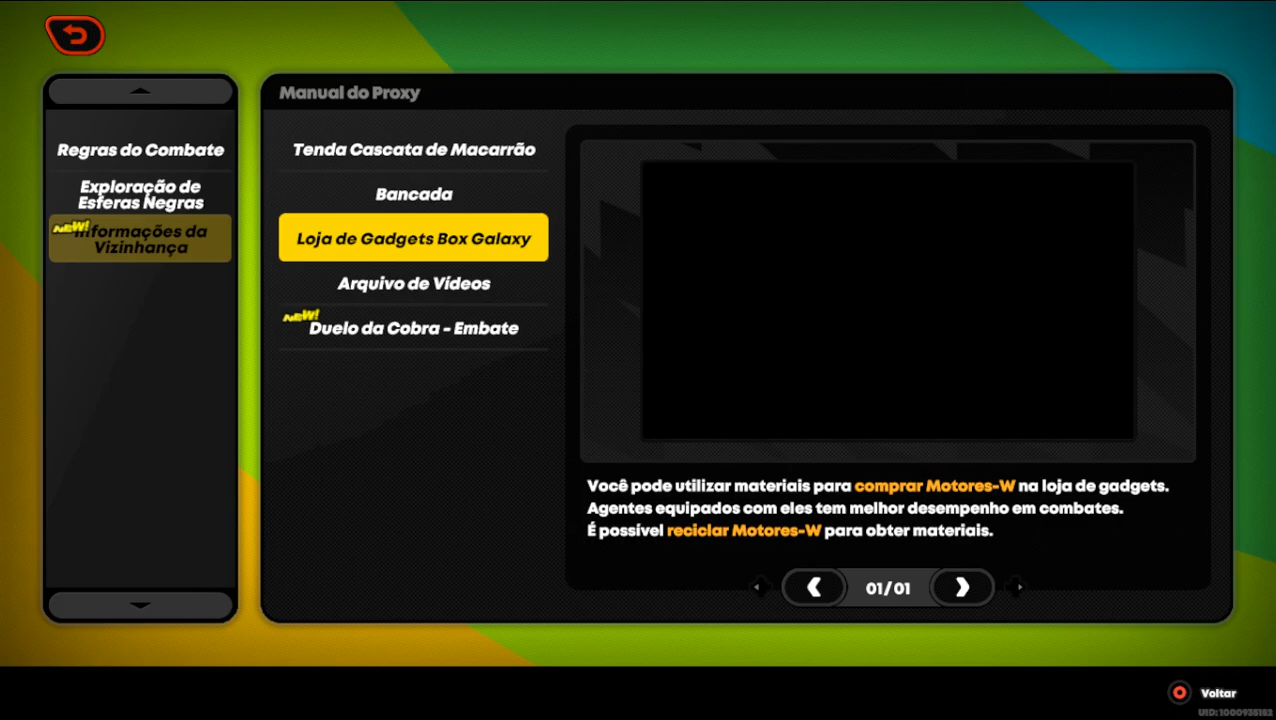 Manual do Proxy
Regras do Combate
Exploração de
Esferas Negras
NEW!
Informações da
Vizinhança
Tenda Cascata de Macarrão
Bancada
Loja de Gadgets Box Galaxy
Arquivo de Vídeos
NEW!
Duelo da Cobra - Embate
Você pode utilizar materiais para comprar Motores-W na loja de gadgets.
Agentes equipados com eles tem melhor desempenho em combates.
É possível reciclar Motores-W para obter materiais.
01/01
Voltar
UID: 1000935152